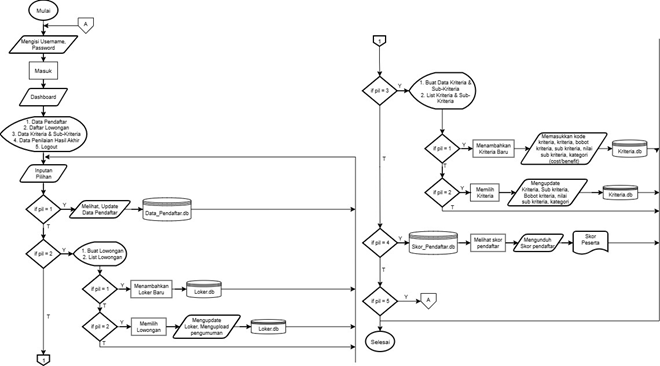 Mulai
A
Mengisi Username,
Password
Masuk
Dashboard
1. Data Pendaftar
2. Daftar Lowongan
3. Data Kriteria & Sub-Kriteria
4. Data Penilaian Hasil Akhir
5. Logout
Inputan
Pilihan
if pil = 1
Y
Melihat, Update
Data Pendaftar
Data_Pendaftar.db
T
if pil = 2
Y
1. Buat Lowongan
2. List Lowongan
if pil = 1
Y
Menambahkan
Loker Baru
Loker.db
T
if pil = 2
Y
Memilih
Lowongan
Mengupdate
Loker, Mengupload
pengumuman
Loker.db
T
T
1
1
if pil = 3
Y
1. Buat Data Kriteria &
Sub-Kriteria
2. List Kriteria & Sub-
Kriteria
if pil = 1
Y
Menambahkan
Kriteria Baru
Memasukkan kode
kriteria, kriteria, bobot
kriteria, sub kriteria, nilai
sub kriteria, kategori
(cost/benefit)
Kriteria.db
T
T
if pil = 2
Y
Memilih
Kriteria
Mengupdate
Kriteria, Sub kriteria,
Bobot kriteria, nilai
sub kriteria, kategori
Kriteria.db
T
if pil = 4
Y
Skor_Pendaftar.db
Melihat skor
pendaftar
Mengunduh
Skor pendaftar
Skor
Peserta
T
if pil = 5
Y
A
T
Selesai